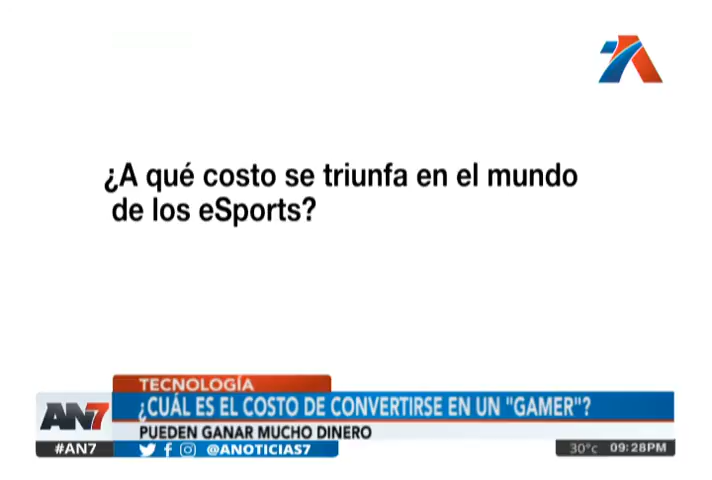 ¿A qué costo se triunfa en el mundo
de los eSports?
TECNOLOGÍA
¿CUÁL ES EL COSTO DE CONVERTIRSE EN UN "GAMER"?
AN7
PUEDEN GANAR MUCHO DINERO
#AN7
@ANOTICIAS7
30°c 09:28PM